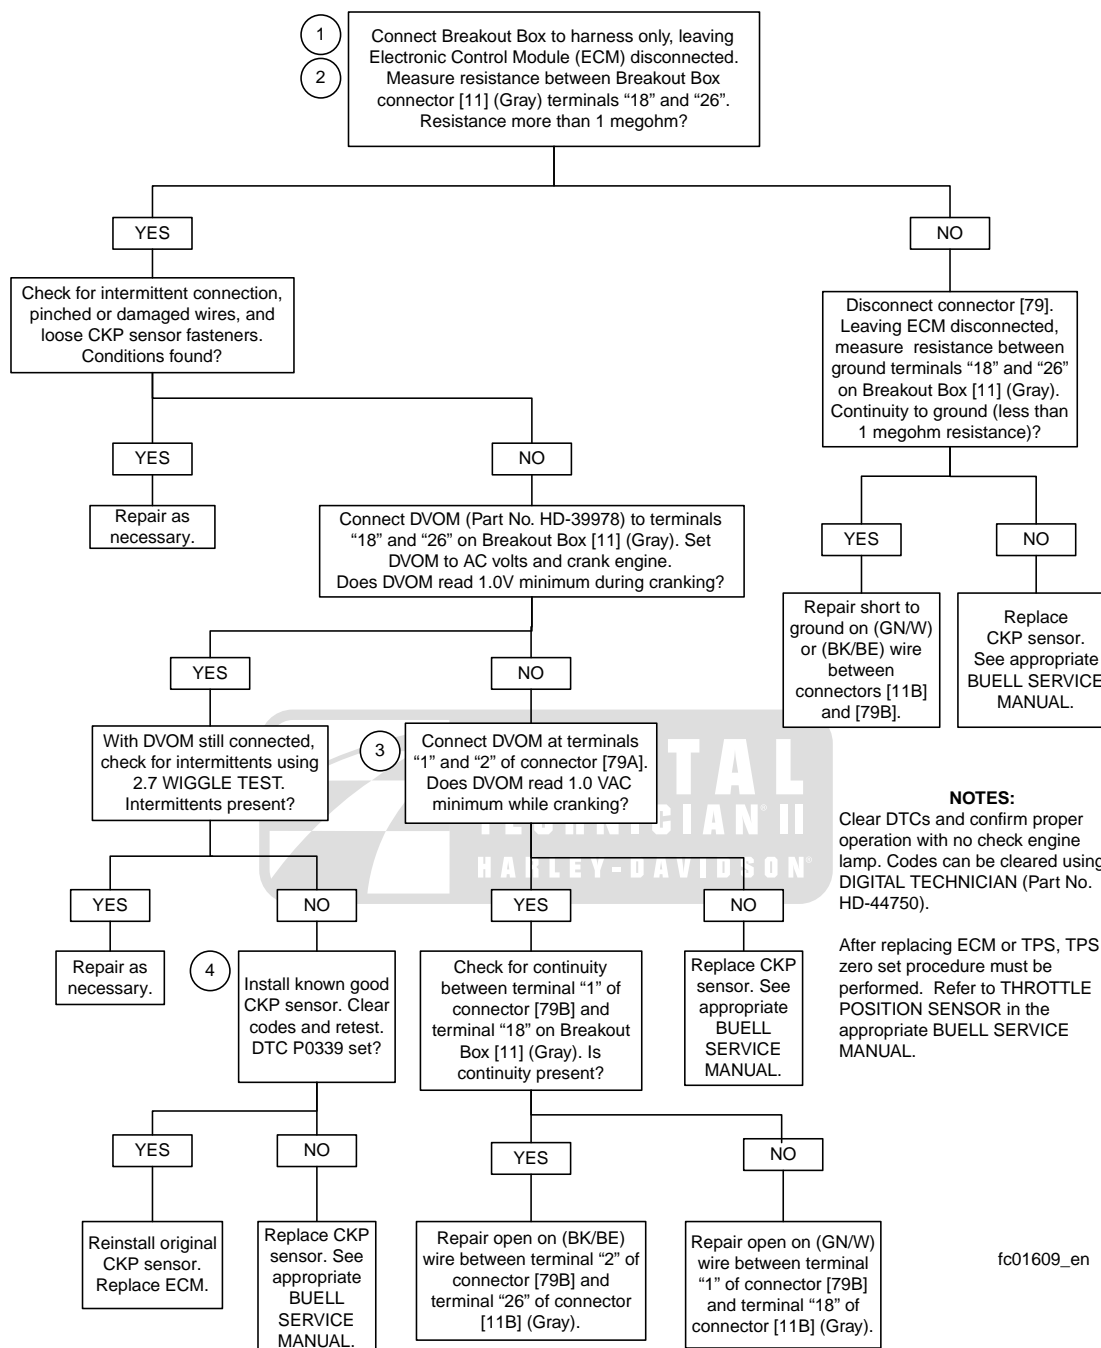 1
2
Connect Breakout Box to harness only, leaving
Electronic Control Module (ECM) disconnected.
Measure resistance between Breakout Box
connector [11] (Gray) terminals “18” and “26”.
Resistance more than 1 megohm?
YES
NO
Check for intermittent connection,
pinched or damaged wires, and
loose CKP sensor fasteners.
Conditions found?
Disconnect connector [79].
Leaving ECM disconnected,
measure resistance between
ground terminals “18” and “26”
on Breakout Box [11] (Gray).
Continuity to ground (less than
1 megohm resistance)?
YES
NO
Repair as
necessary.
Connect DVOM (Part No. HD-39978) to terminals
“18” and “26” on Breakout Box [11] (Gray). Set
DVOM to AC volts and crank engine.
Does DVOM read 1.0V minimum during cranking?
YES
NO
Repair short to
ground on (GN/W)
or (BK/BE) wire
between
connectors [11B]
and [79B].
Replace
CKP sensor.
See appropriate
BUELL SERVICE
MANUAL.
YES
NO
With DVOM still connected,
check for intermittents using
2.7 WIGGLE TEST.
Intermittents present?
3
Connect DVOM at terminals
“1” and “2” of connector [79A].
Does DVOM read 1.0 VAC
minimum while cranking?
TAL
TECHNICIAN® II
HARLEY-DAVIDSON®
NOTES:
Clear DTCs and confirm proper
operation with no check engine
lamp. Codes can be cleared using
DIGITAL TECHNICIAN (Part No.
HD-44750).
After replacing ECM or TPS, TPS
zero set procedure must be
performed. Refer to THROTTLE
POSITION SENSOR in the
appropriate BUELL SERVICE
MANUAL.
YES
NO
YES
NO
Repair as
necessary.
4
Install known good
CKP sensor. Clear
codes and retest.
DTC P0339 set?
Check for continuity
between terminal “1” of
connector [79B] and
terminal “18” on Breakout
Box [11] (Gray). Is
continuity present?
Replace CKP
sensor. See
appropriate
BUELL
SERVICE
MANUAL.
YES
NO
YES
NO
Reinstall original
CKP sensor.
Replace ECM.
Replace CKP
sensor. See
appropriate
BUELL
SERVICE
MANUAL.
Repair open on (BK/BE)
wire between terminal “2” of
connector [79B] and
terminal “26” of connector
[11B] (Gray).
Repair open on (GN/W)
wire between terminal
“1” of connector [79B]
and terminal “18” of
connector [11B] (Gray).
fc01609_en